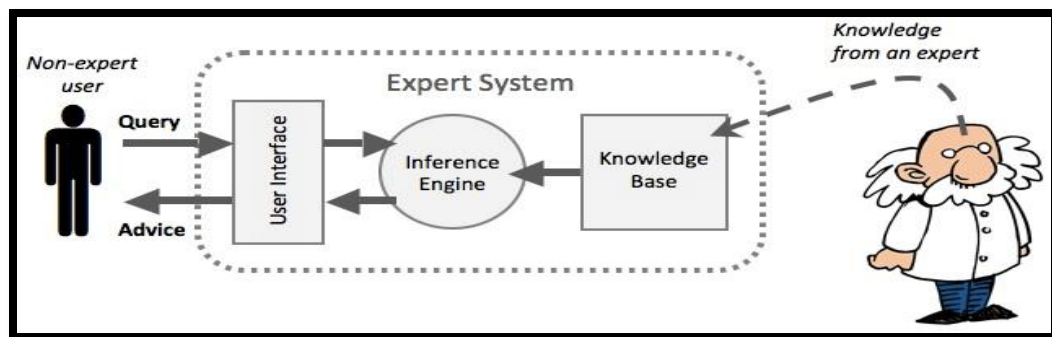 Non-expert
user
Query
Advice
Expert System
User Interface
Inference
Engine
Knowledge
Base
Knowledge
from an expert